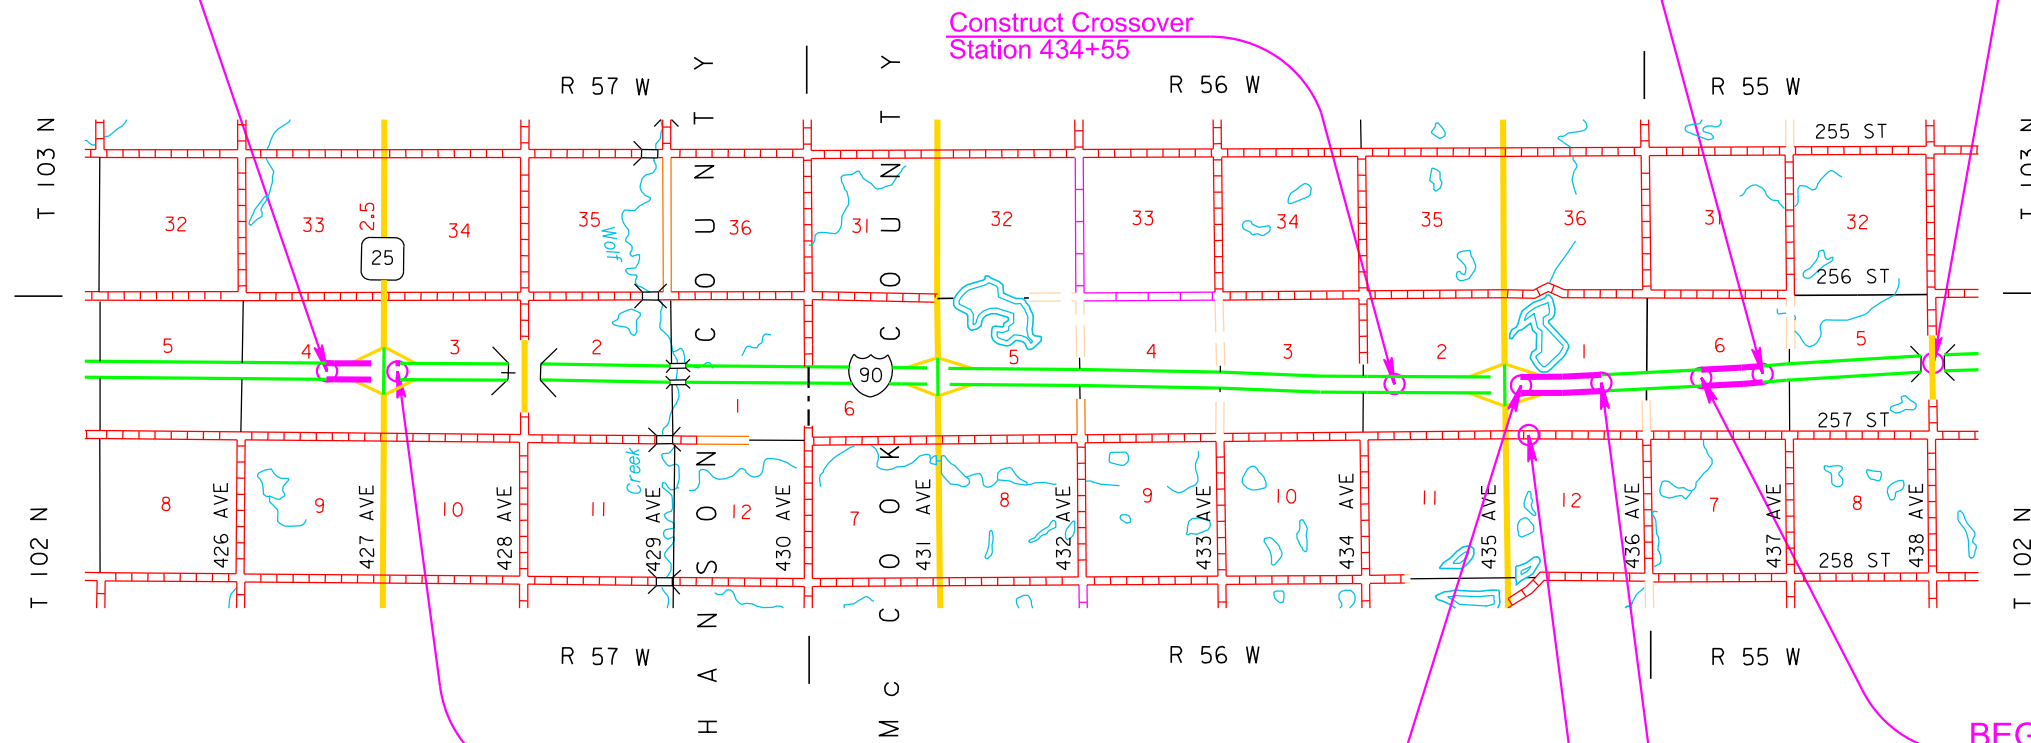 Construct Crossover
Station 434+55
R 57 W
R 56 W
R 55 W
T 103 N
T 103 N
255 ST
32
33
2.5
34
35
36
31
32
33
34
35
36
31
32
25
Wolf
256 ST
5
4
3
2
1
6
90
5
4
3
2
1
6
5
257 ST
8
426 AVE
9
427 AVE
10
428 AVE
11
Creek
429 AVE
12
430 AVE
7
431 AVE
8
432 AVE
9
433 AVE
10
434 AVE
11
435 AVE
12
436 AVE
7
437 AVE
8
438 AVE
258 ST
T 102 N
T 102 N
HANSON COUNTY
MC COOK COUNTY
R 57 W
R 56 W
R 55 W
BEG